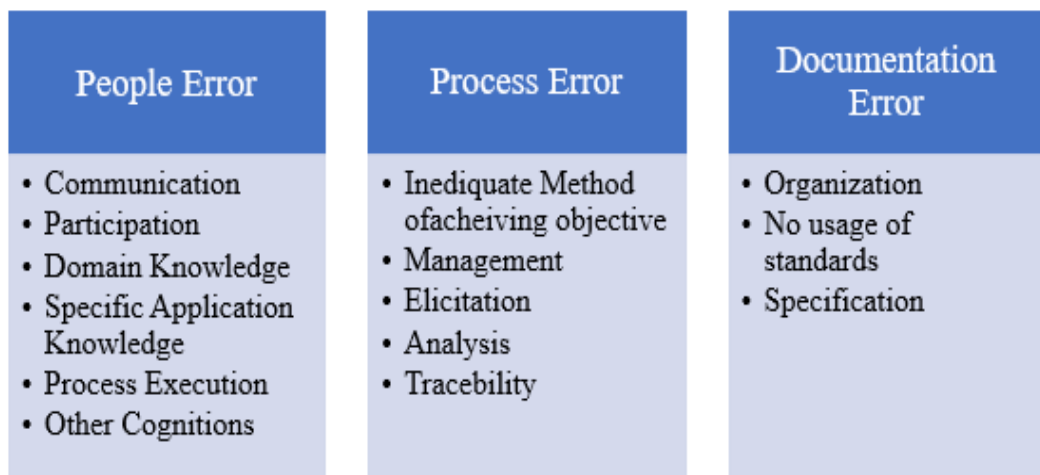 People Error
• Communication
• Participation
• Domain Knowledge
• Specific Application
Knowledge
• Process Execution
• Other Cognitions
Process Error
• Inediquate Method
ofacheiving objective
• Management
• Elicitation
• Analysis
• Tracebility
Documentation
Error
• Organization
• No usage of
standards
• Specification